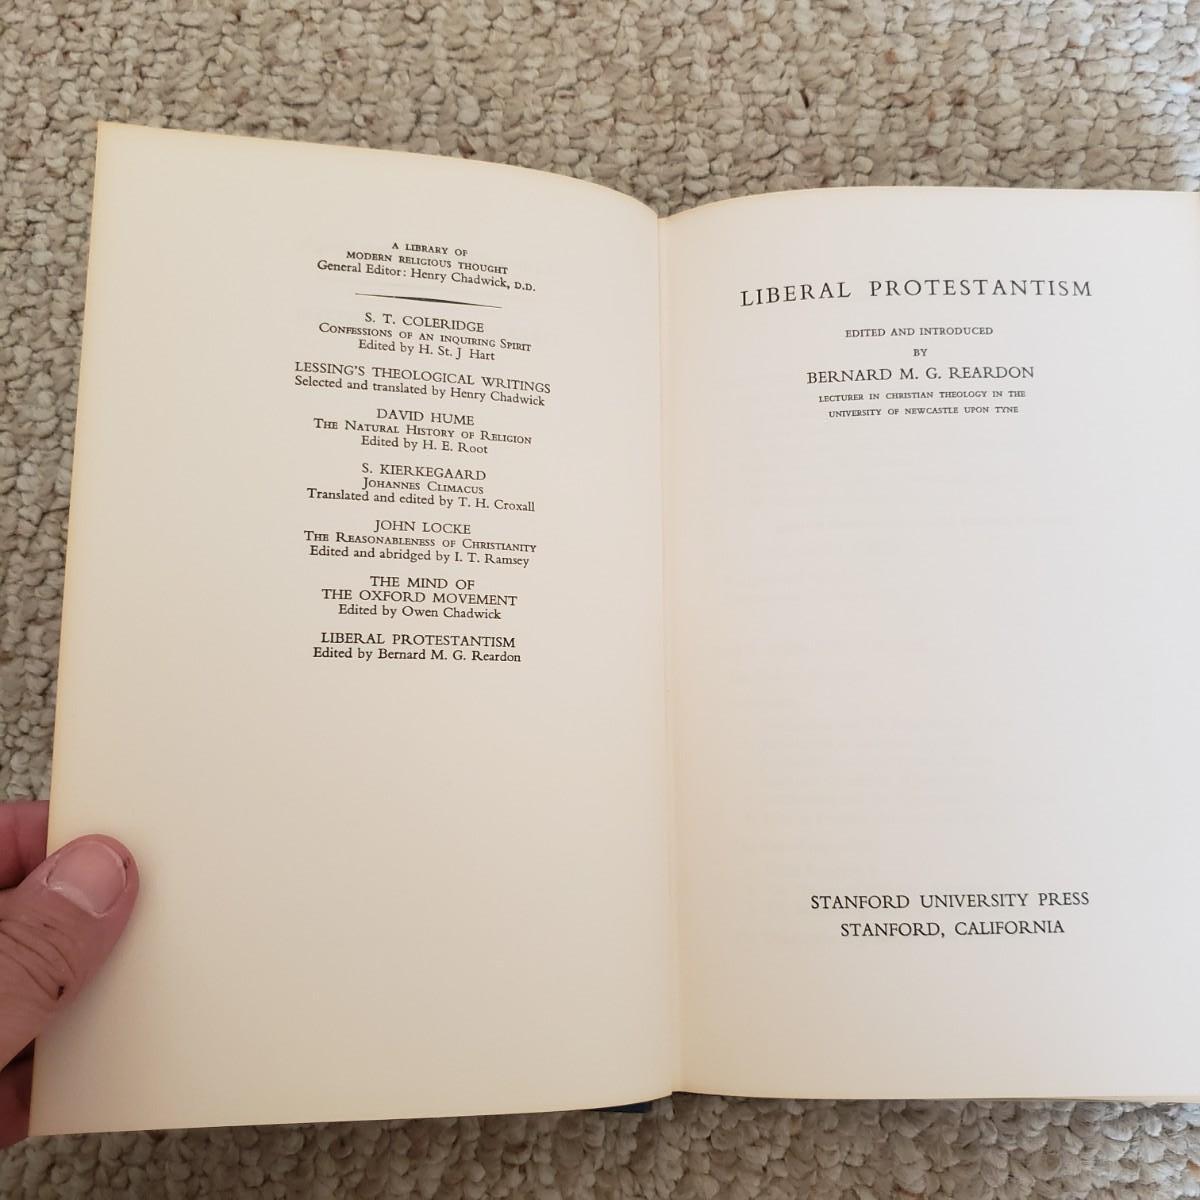 A LIBRARY OF
MODERN RELIGIOUS THOUGHT
General Editor: Henry Chadwick, D.D.
S. T. COLERIDGE
CONFESSIONS OF AN INQUIRING SPIRIT
Edited by H. St. J Hart
LESSING'S THEOLOGICAL WRITINGS
Selected and translated by Henry Chadwick
DAVID HUME
THE NATURAL HISTORY OF RELIGION
Edited by H. E. Root
S. KIERKEGAARD
JOHANNES CLIMACUS
Translated and edited by T. H. Croxall
JOHN LOCKE
THE REASONABLENESS OF CHRISTIANITY
Edited and abridged by I. T. Ramsey
THE MIND OF
THE OXFORD MOVEMENT
Edited by Owen Chadwick
LIBERAL PROTESTANTISM
Edited by Bernard M. G. Reardon
LIBERAL PROTESTANTISM
EDITED AND INTRODUCED
BY
BERNARD M. G. REARDON
LECTURER IN CHRISTIAN THEOLOGY IN THE
UNIVERSITY OF NEWCASTLE UPON TYNE
STANFORD UNIVERSITY PRESS
STANFORD, CALIFORNIA